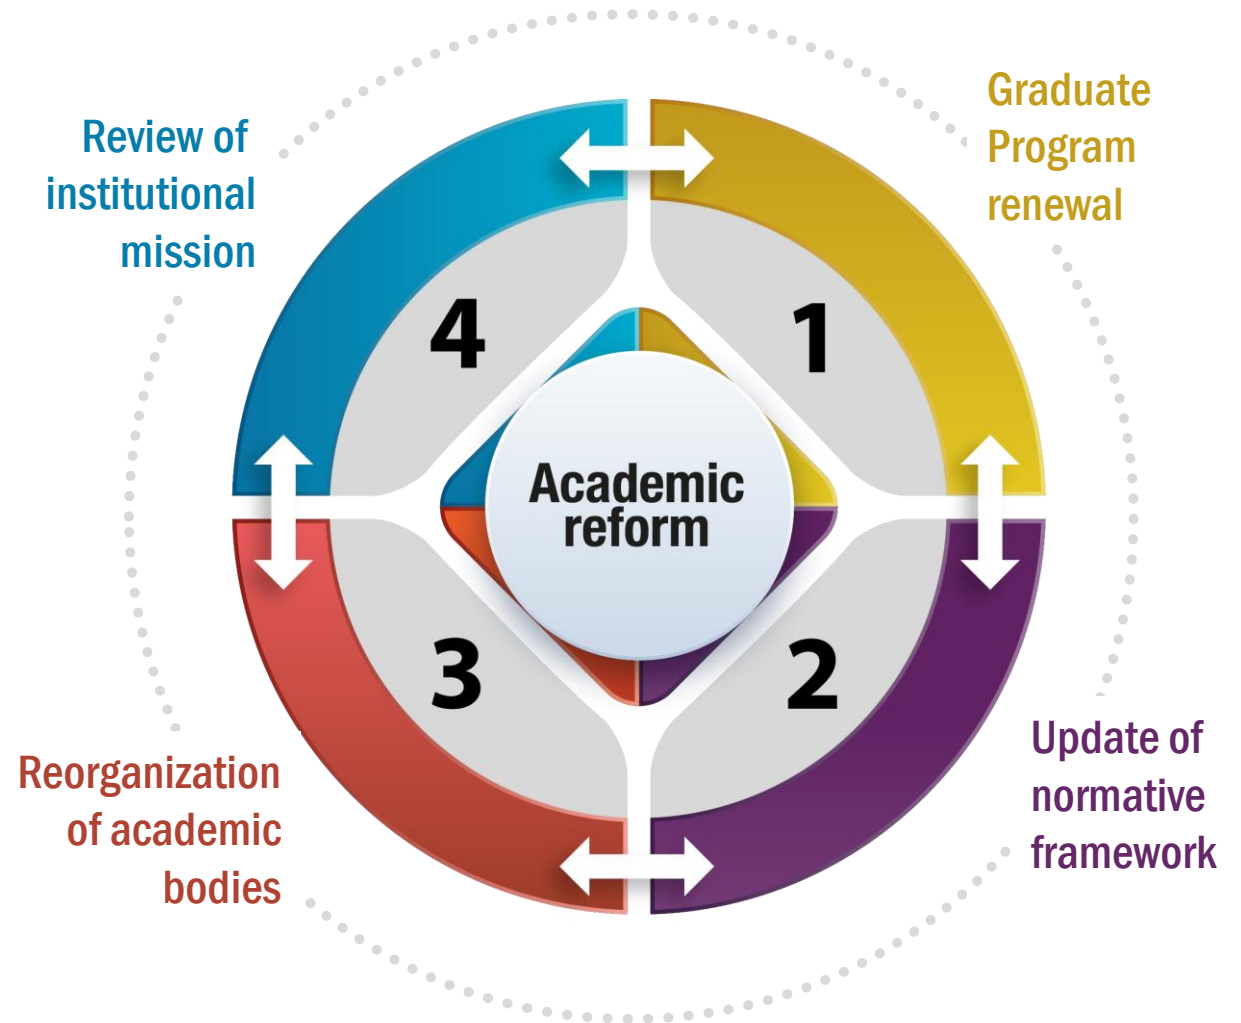 Graduate
Program
renewal
Review of
institutional
mission
4
1
Academic
reform
3
2
Update of
normative
framework
Reorganization
of academic
bodies